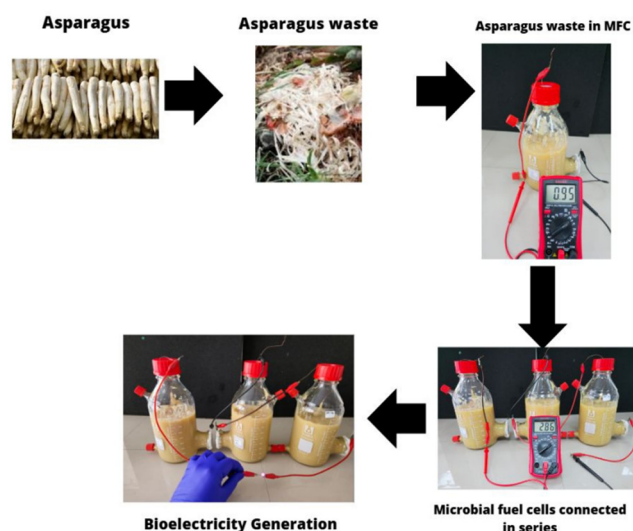 Asparagus
Asparagus waste
Asparagus waste in MFC
095
286
Bioelectricity Generation
Microbial fuel cells connected
in series